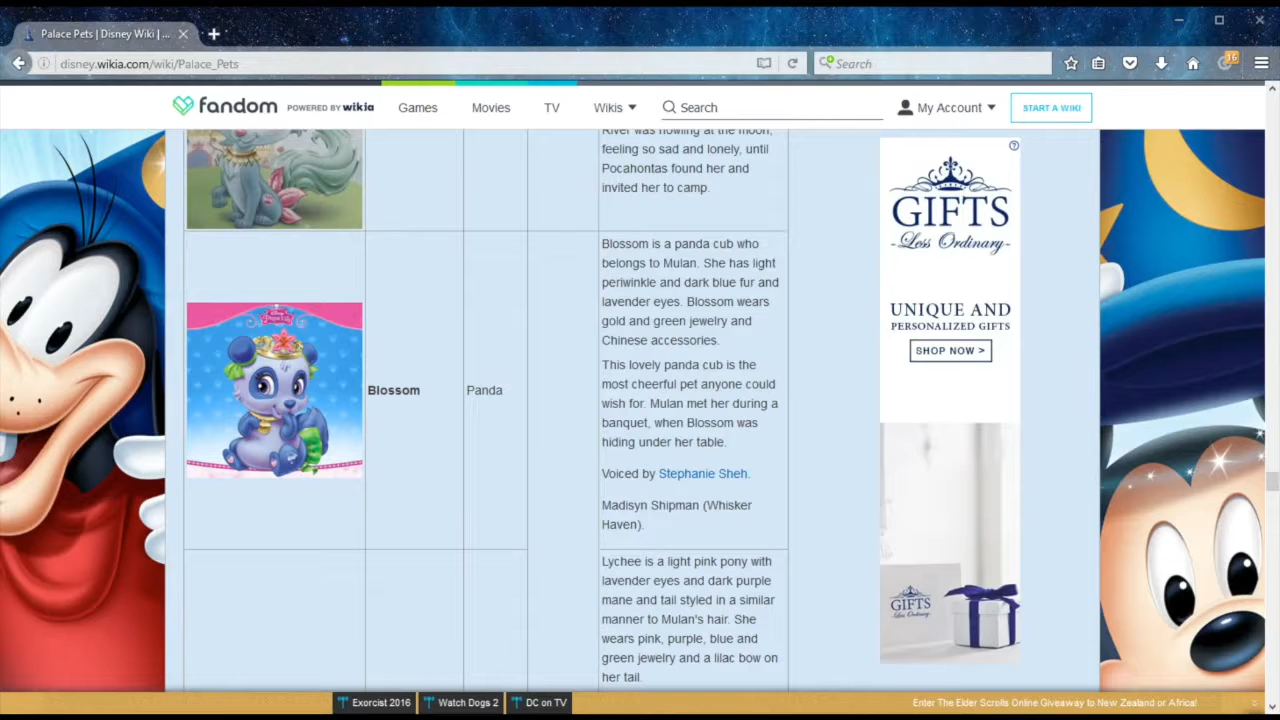 Palace Pets | Disney Wiki | ...
disney.wikia.com/wiki/Palace_Pets
Search
16
fandom POWERED BY wikia
Games Movies TV Wikis Search My Account START A WIKI
River was howling at the moon,
feeling so sad and lonely, until
Pocahontas found her and
invited her to camp.
Blossom
Panda
Blossom is a panda cub who
belongs to Mulan. She has light
periwinkle and dark blue fur and
lavender eyes. Blossom wears
gold and green jewelry and
Chinese accessories.
This lovely panda cub is the
most cheerful pet anyone could
wish for. Mulan met her during a
banquet, when Blossom was
hiding under her table.
Voiced by Stephanie Sheh.
Madisyn Shipman (Whisker
Haven).
Lychee is a light pink pony with
lavender eyes and dark purple
mane and tail styled in a similar
manner to Mulan's hair. She
wears pink, purple, blue and
green jewelry and a lilac bow on
her tail.
GIFTS
-Less Ordinary-
UNIQUE AND
PERSONALIZED GIFTS
SHOP NOW >
GIFTS
Less Ordinary
Exorcist 2016 Watch Dogs 2 DC on TV
Enter The Elder Scrolls Online Giveaway to New Zealand or Africa!